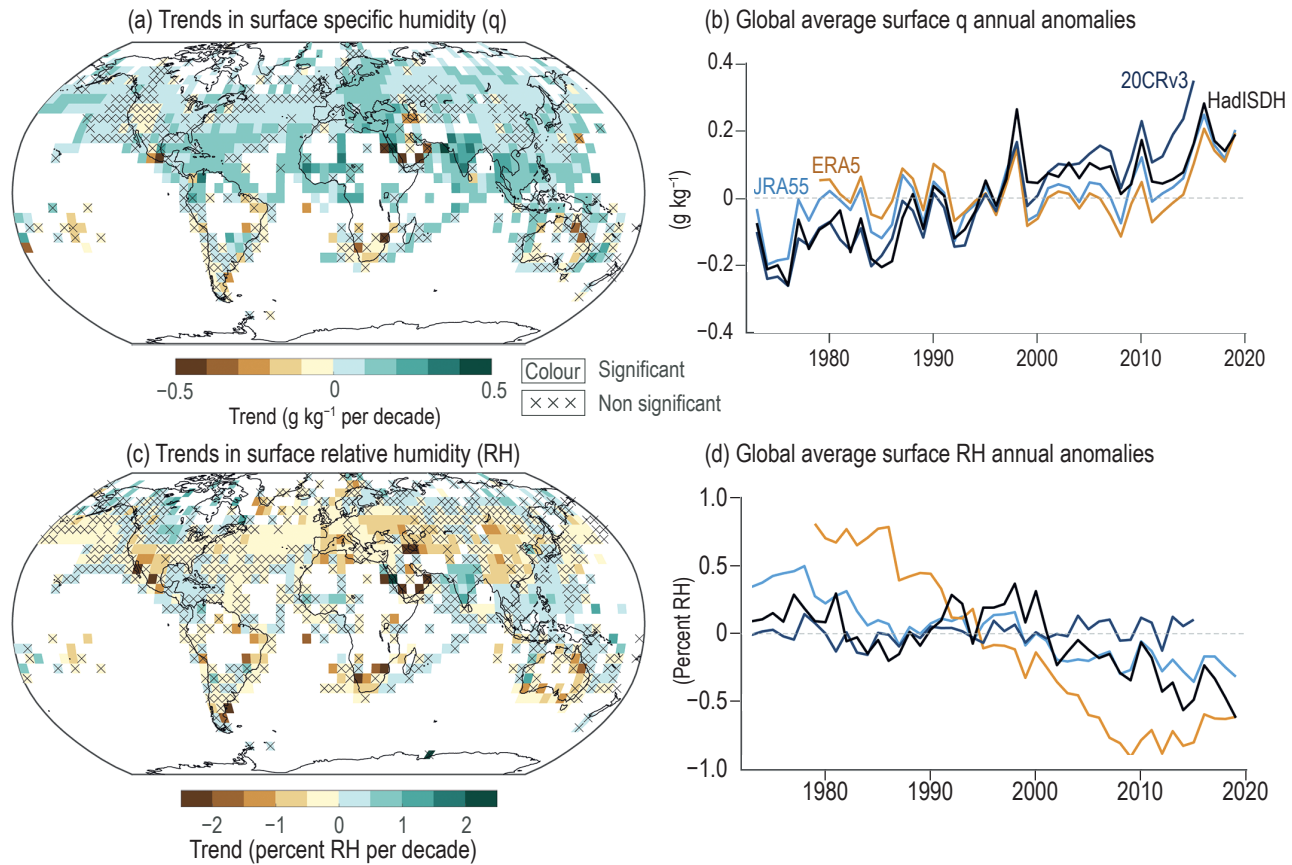 (a) Trends in surface specific humidity (q)
−0.5 0 0.5
Trend (g kg⁻¹ per decade)
Colour Significant
× × × Non significant
(b) Global average surface q annual anomalies
(g kg⁻¹)
0.4
0.2
0
−0.2
−0.4
20CRv3
HadISDH
ERA5
JRA55
1980 1990 2000 2010 2020
(c) Trends in surface relative humidity (RH)
−2 −1 0 1 2
Trend (percent RH per decade)
(d) Global average surface RH annual anomalies
(Percent RH)
1.0
0.5
0
−0.5
−1.0
1980 1990 2000 2010 2020